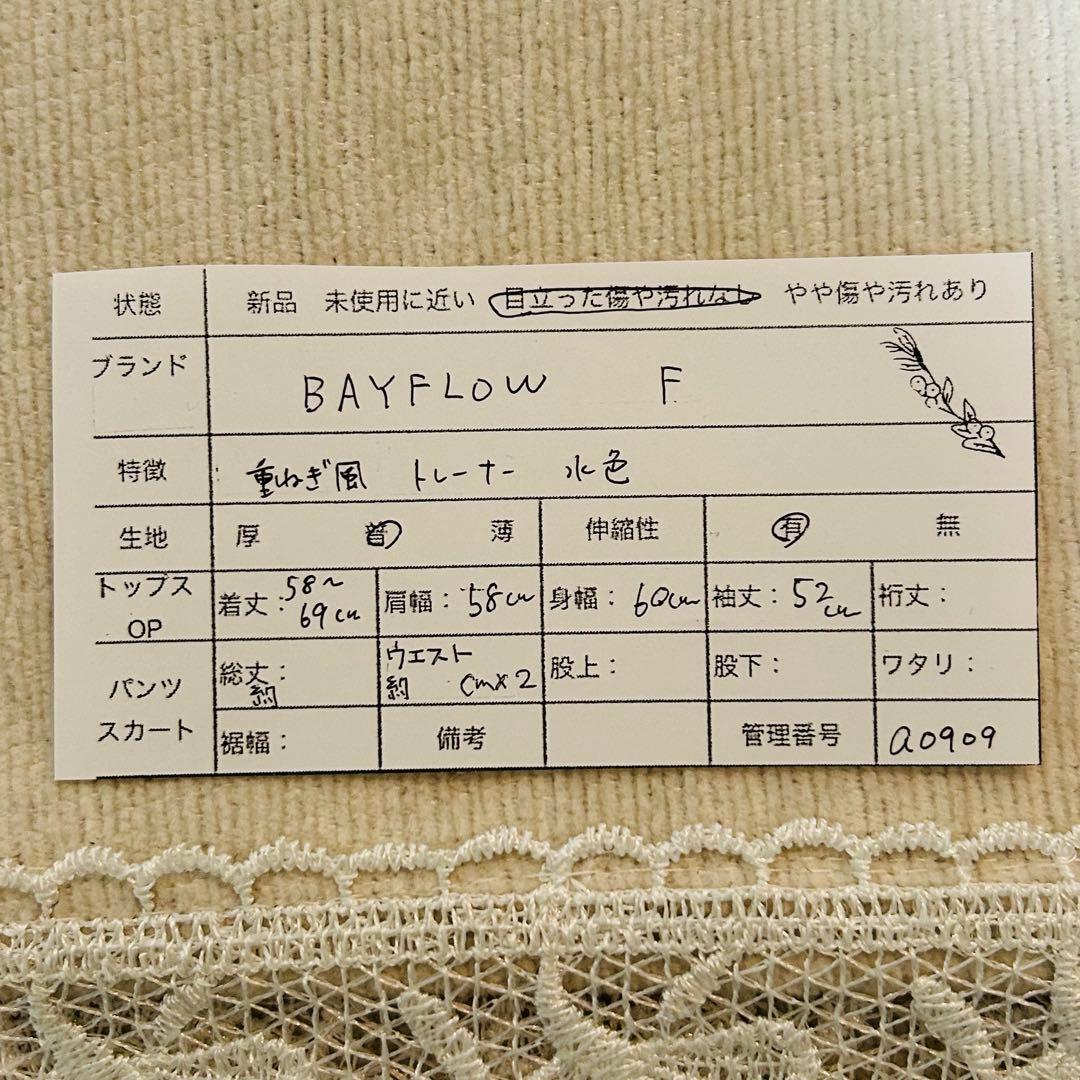 状態 新品 未使用に近い 目立った傷や汚れなし やや傷や汚れあり
ブランド BAYFLOW F
特徴 重ねぎ風 トレーナー 水色
生地 厚 普 薄 伸縮性 有 無
トップス OP 着丈:58~69cm 肩幅:58cm 身幅:60cm 袖丈:52cm 裄丈:
パンツ スカート 総丈:約 ウエスト約 cm×2 股上: 股下: ワタリ:
裾幅: 備考 管理番号 a0909